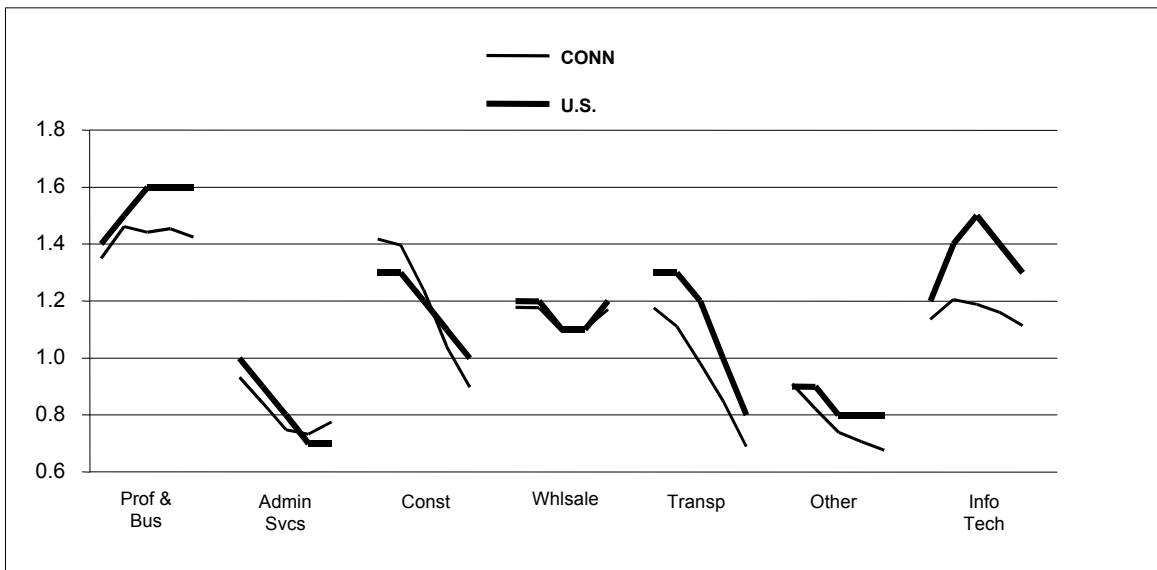 CONN
U.S.
1.8
1.6
1.4
1.2
1.0
0.8
0.6
Prof &
Bus
Admin
Svcs
Const
Whlsale
Transp
Other
Info
Tech